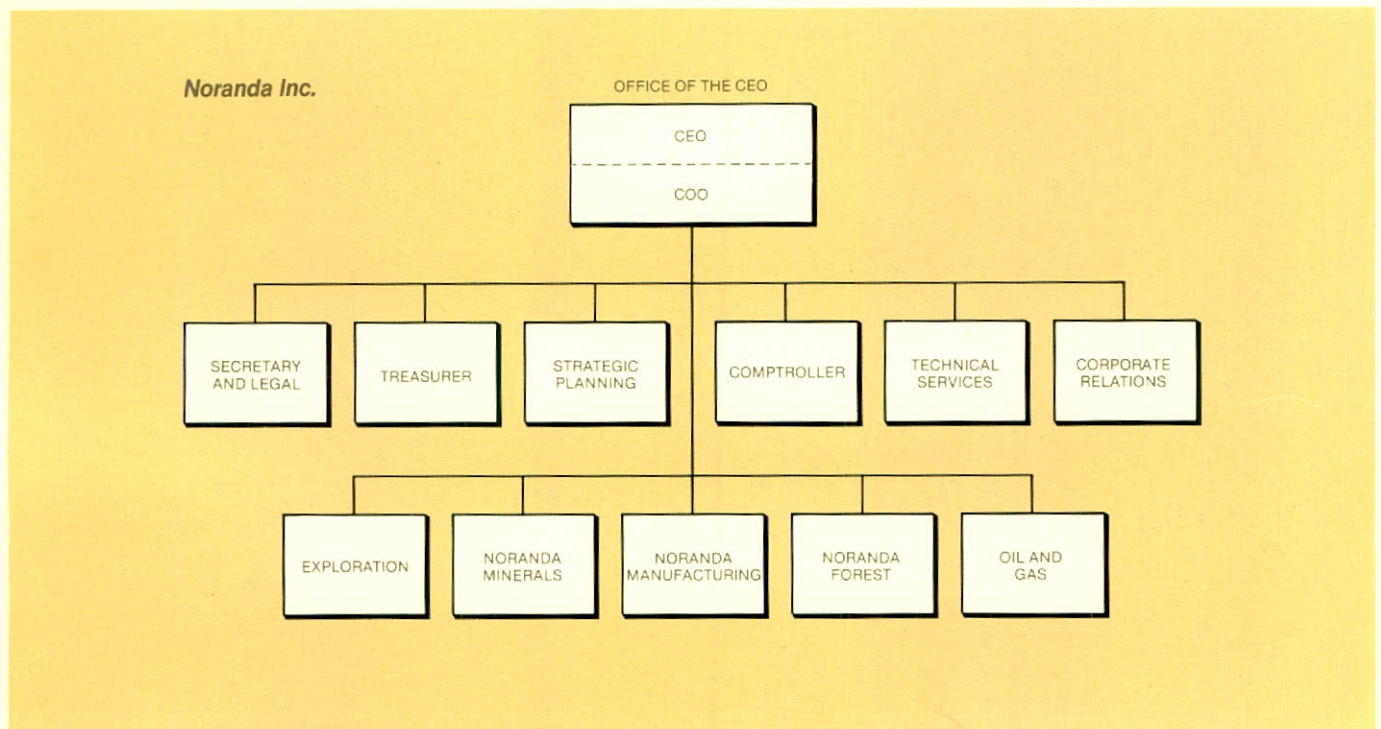 Noranda Inc.
OFFICE OF THE CEO
CEO
COO
SECRETARY
AND LEGAL
TREASURER
STRATEGIC
PLANNING
COMPTROLLER
TECHNICAL
SERVICES
CORPORATE
RELATIONS
EXPLORATION
NORANDA
MINERALS
NORANDA
MANUFACTURING
NORANDA
FOREST
OIL AND
GAS